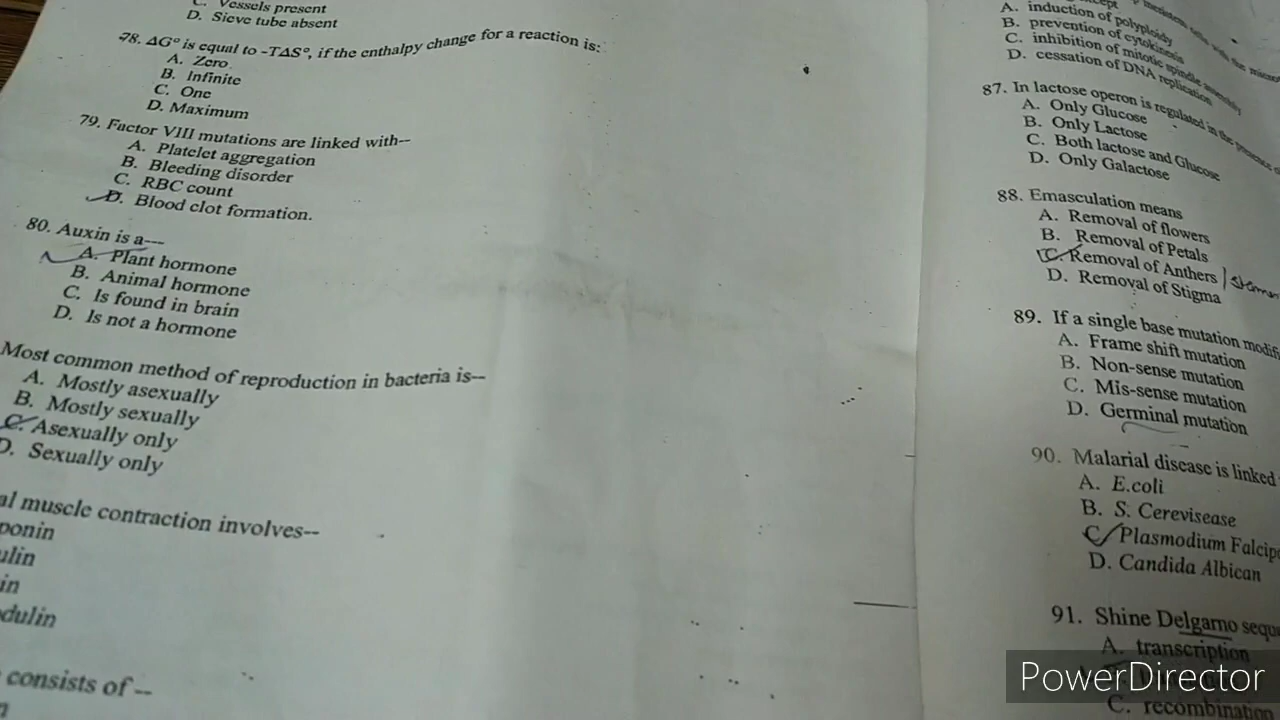 C. Vessels present
D. Sieve tube absent
78. ΔG° is equal to -TΔS°, if the enthalpy change for a reaction is:
A. Zero
B. Infinite
C. One
D. Maximum
79. Factor VIII mutations are linked with--
A. Platelet aggregation
B. Bleeding disorder
C. RBC count
D. Blood clot formation.
80. Auxin is a---
A. Plant hormone
B. Animal hormone
C. Is found in brain
D. Is not a hormone
Most common method of reproduction in bacteria is--
A. Mostly asexually
B. Mostly sexually
C. Asexually only
D. Sexually only
al muscle contraction involves--
ponin
ulin
in
dulin
consists of --
A. induction of polyploidy
B. prevention of cytokinesis
C. inhibition of mitotic spindle assembly
D. cessation of DNA replication
87. In lactose operon is regulated in the presence
A. Only Glucose
B. Only Lactose
C. Both lactose and Glucose
D. Only Galactose
88. Emasculation means
A. Removal of flowers
B. Removal of Petals
C. Removal of Anthers
D. Removal of Stigma
89. If a single base mutation modifi
A. Frame shift mutation
B. Non-sense mutation
C. Mis-sense mutation
D. Germinal mutation
90. Malarial disease is linked
A. E.coli
B. S. Cerevisease
C. Plasmodium Falcip
D. Candida Albican
91. Shine Delgarno sequ
A. transcription
C. recombination
PowerDirector